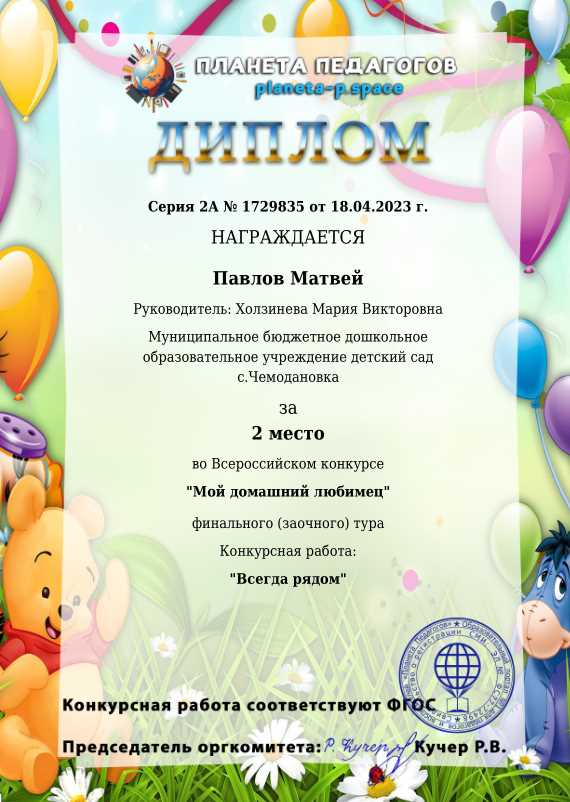 ПЛАНЕТА ПЕДАГОГОВ
planeta-p.space
ДИПЛОМ
Серия 2А № 1729835 от 18.04.2023 г.
НАГРАЖДАЕТСЯ
Павлов Матвей
Руководитель: Холзинева Мария Викторовна
Муниципальное бюджетное дошкольное
образовательное учреждение детский сад
с.Чемодановка
за
2 место
во Всероссийском конкурсе
"Мой домашний любимец"
финального (заочного) тура
Конкурсная работа:
"Всегда рядом"
Конкурсная работа соответствуют ФГОС
Председатель оргкомитета: Р. Кучер Кучер Р.В.